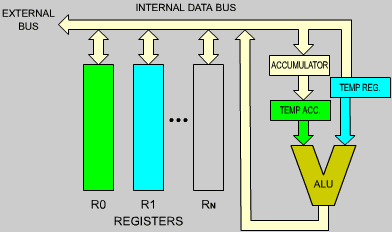 INTERNAL DATA BUS
EXTERNAL
BUS
ACCUMULATOR
TEMP REG.
TEMP ACC.
ALU
R0 R1 RN
REGISTERS